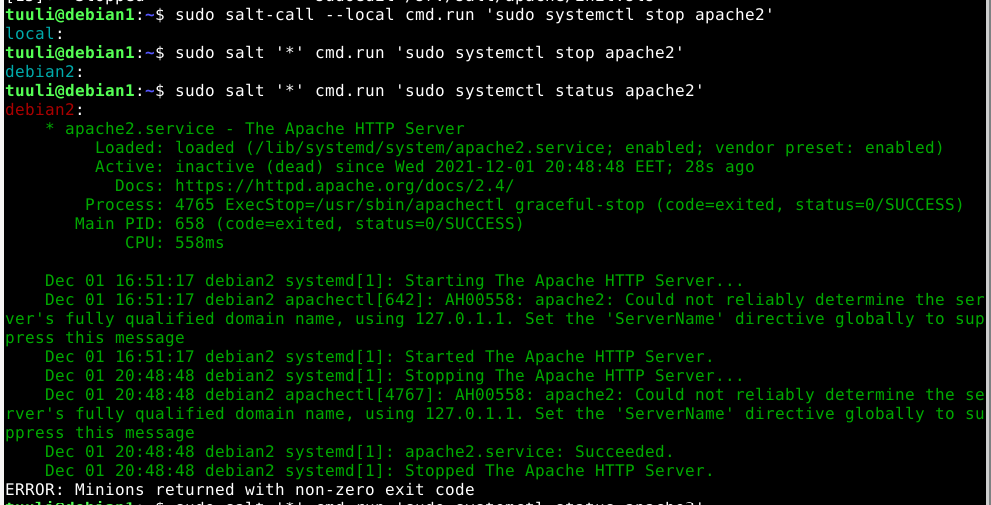 tuuli@debian1:~$ sudo salt-call --local cmd.run 'sudo systemctl stop apache2'
local:
tuuli@debian1:~$ sudo salt '*' cmd.run 'sudo systemctl stop apache2'
debian2:
tuuli@debian1:~$ sudo salt '*' cmd.run 'sudo systemctl status apache2'
debian2:
* apache2.service - The Apache HTTP Server
Loaded: loaded (/lib/systemd/system/apache2.service; enabled; vendor preset: enabled)
Active: inactive (dead) since Wed 2021-12-01 20:48:48 EET; 28s ago
Docs: https://httpd.apache.org/docs/2.4/
Process: 4765 ExecStop=/usr/sbin/apachectl graceful-stop (code=exited, status=0/SUCCESS)
Main PID: 658 (code=exited, status=0/SUCCESS)
CPU: 558ms
Dec 01 16:51:17 debian2 systemd[1]: Starting The Apache HTTP Server...
Dec 01 16:51:17 debian2 apachectl[642]: AH00558: apache2: Could not reliably determine the ser
ver's fully qualified domain name, using 127.0.1.1. Set the 'ServerName' directive globally to sup
press this message
Dec 01 16:51:17 debian2 systemd[1]: Started The Apache HTTP Server.
Dec 01 20:48:48 debian2 systemd[1]: Stopping The Apache HTTP Server...
Dec 01 20:48:48 debian2 apachectl[4767]: AH00558: apache2: Could not reliably determine the se
rver's fully qualified domain name, using 127.0.1.1. Set the 'ServerName' directive globally to su
ppress this message
Dec 01 20:48:48 debian2 systemd[1]: apache2.service: Succeeded.
Dec 01 20:48:48 debian2 systemd[1]: Stopped The Apache HTTP Server.
ERROR: Minions returned with non-zero exit code